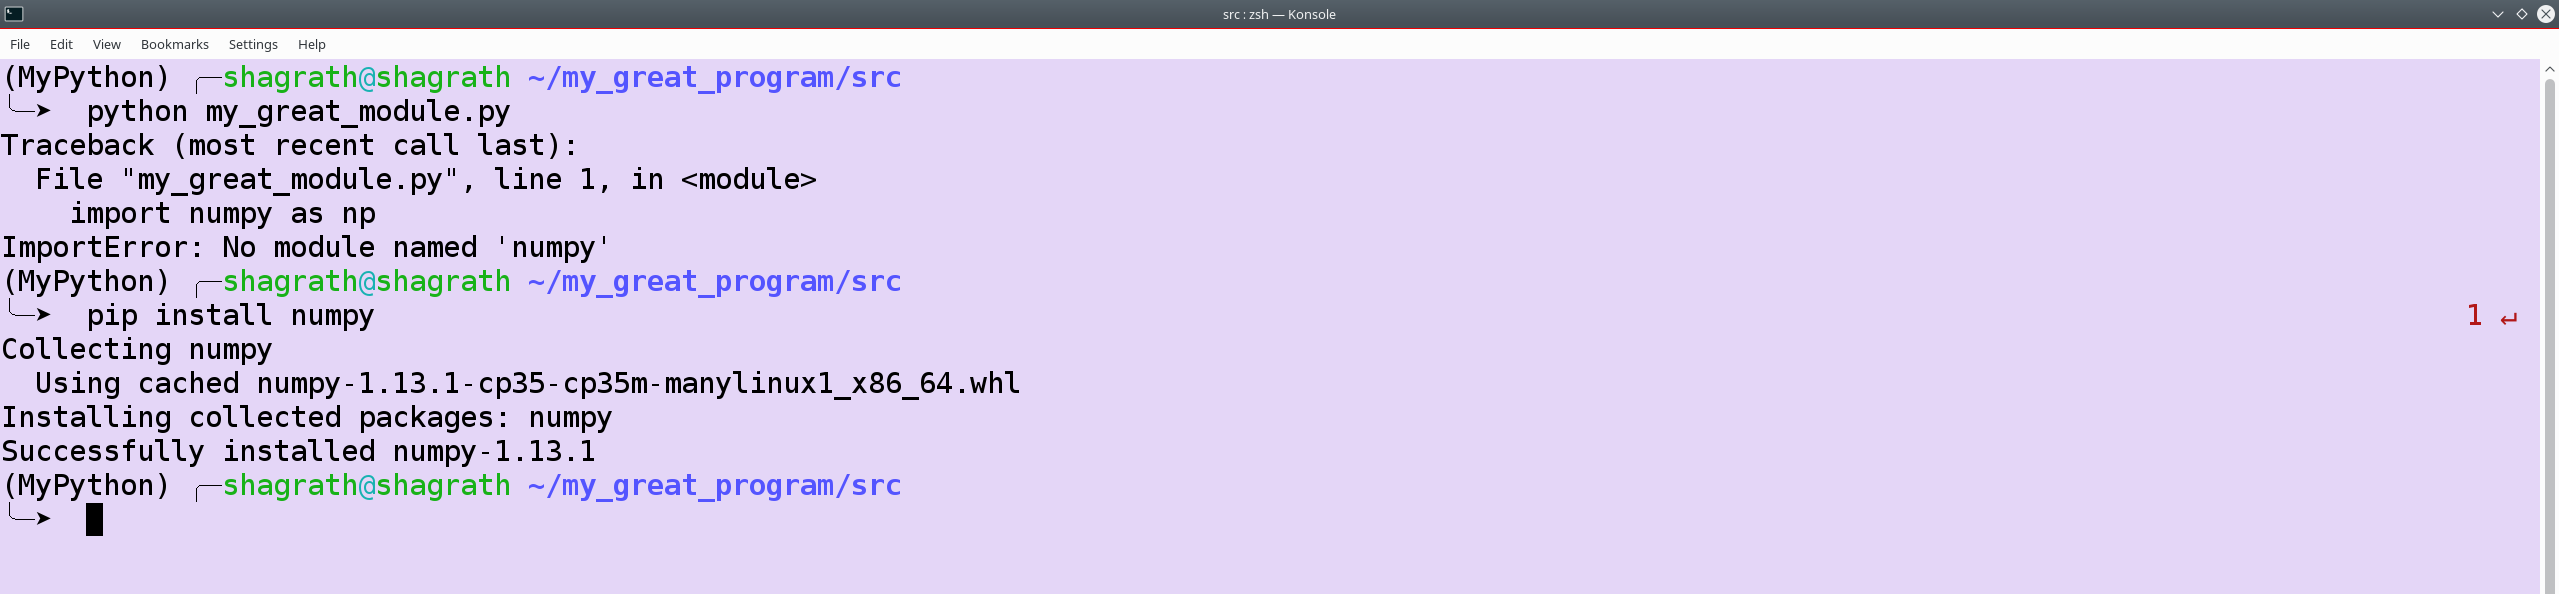 src : zsh — Konsole
File Edit View Bookmarks Settings Help
(MyPython) ╭─shagrath@shagrath ~/my_great_program/src
╰─➤  python my_great_module.py
Traceback (most recent call last):
  File "my_great_module.py", line 1, in <module>
    import numpy as np
ImportError: No module named 'numpy'
(MyPython) ╭─shagrath@shagrath ~/my_great_program/src
╰─➤  pip install numpy 1 ↵
Collecting numpy
  Using cached numpy-1.13.1-cp35-cp35m-manylinux1_x86_64.whl
Installing collected packages: numpy
Successfully installed numpy-1.13.1
(MyPython) ╭─shagrath@shagrath ~/my_great_program/src
╰─➤